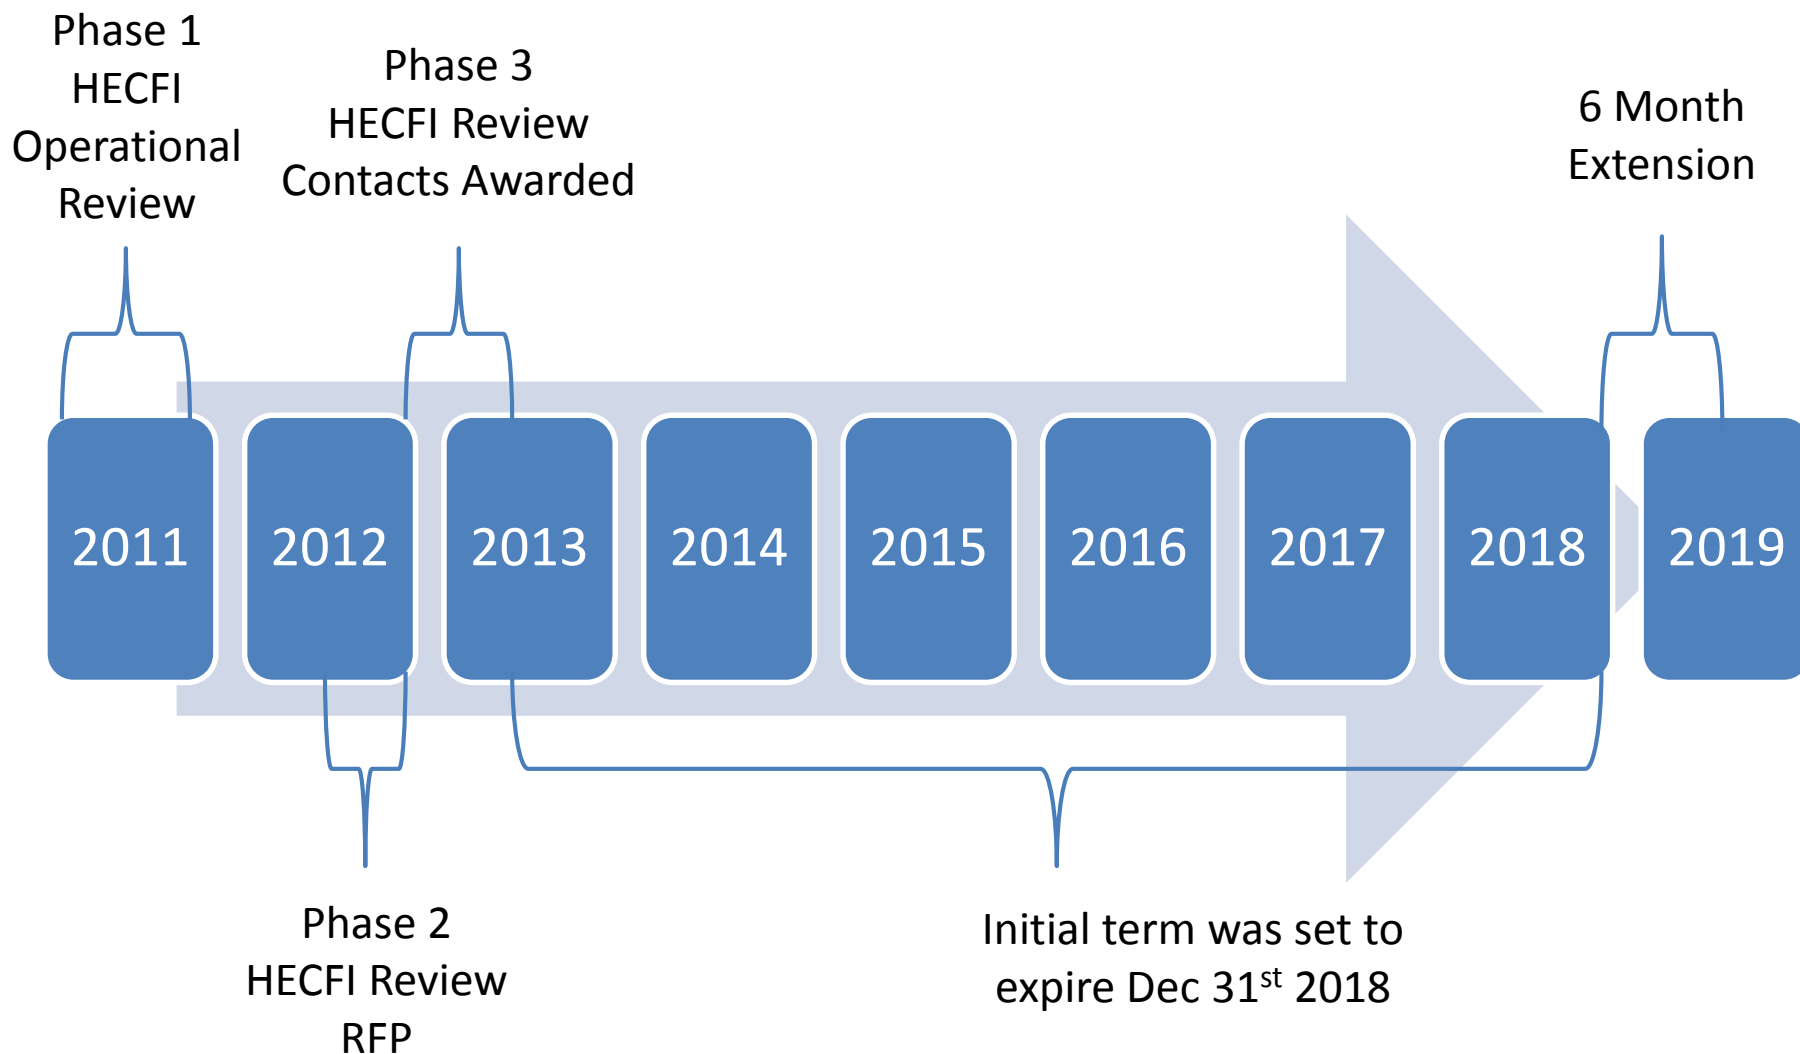 Phase 1
HECFI
Operational
Review
Phase 3
HECFI Review
Contacts Awarded
6 Month
Extension
2011
2012
2013
2014
2015
2016
2017
2018
2019
Phase 2
HECFI Review
RFP
Initial term was set to
expire Dec 31st 2018